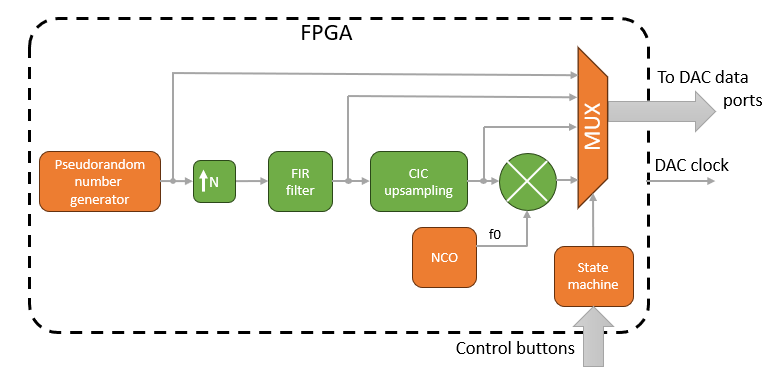 FPGA
To DAC data
ports
MUX
Pseudorandom
number
generator
N
FIR
filter
CIC
upsampling
DAC clock
f0
NCO
State
machine
Control buttons